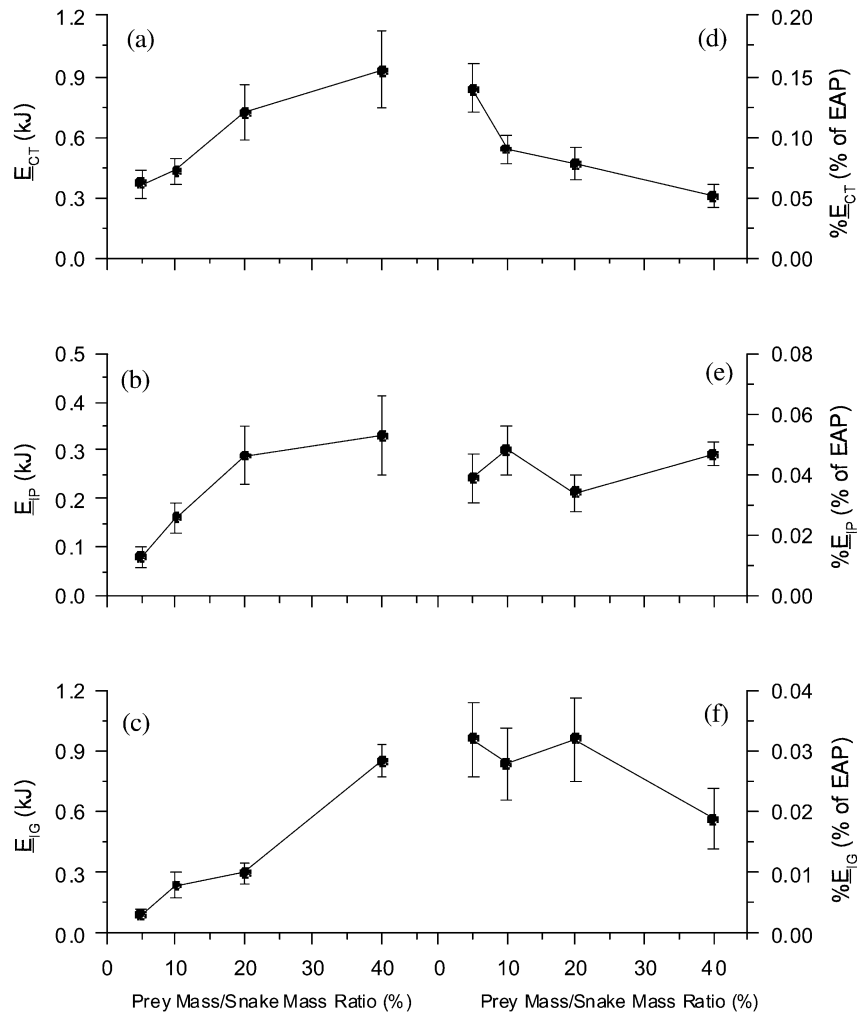 1.2
0.9
0.6
0.3
0.0
E_CT (kJ)
(a)
(d)
0.20
0.15
0.10
0.05
0.00
%E_CT (% of EAP)
0.5
0.4
0.3
0.2
0.1
0.0
E_IP (kJ)
(b)
(e)
0.08
0.06
0.04
0.02
0.00
%E_IP (% of EAP)
1.2
0.9
0.6
0.3
0.0
E_IG (kJ)
(c)
(f)
0.04
0.03
0.02
0.01
0.00
%E_IG (% of EAP)
0 10 20 30 40 0 10 20 30 40
Prey Mass/Snake Mass Ratio (%) Prey Mass/Snake Mass Ratio (%)